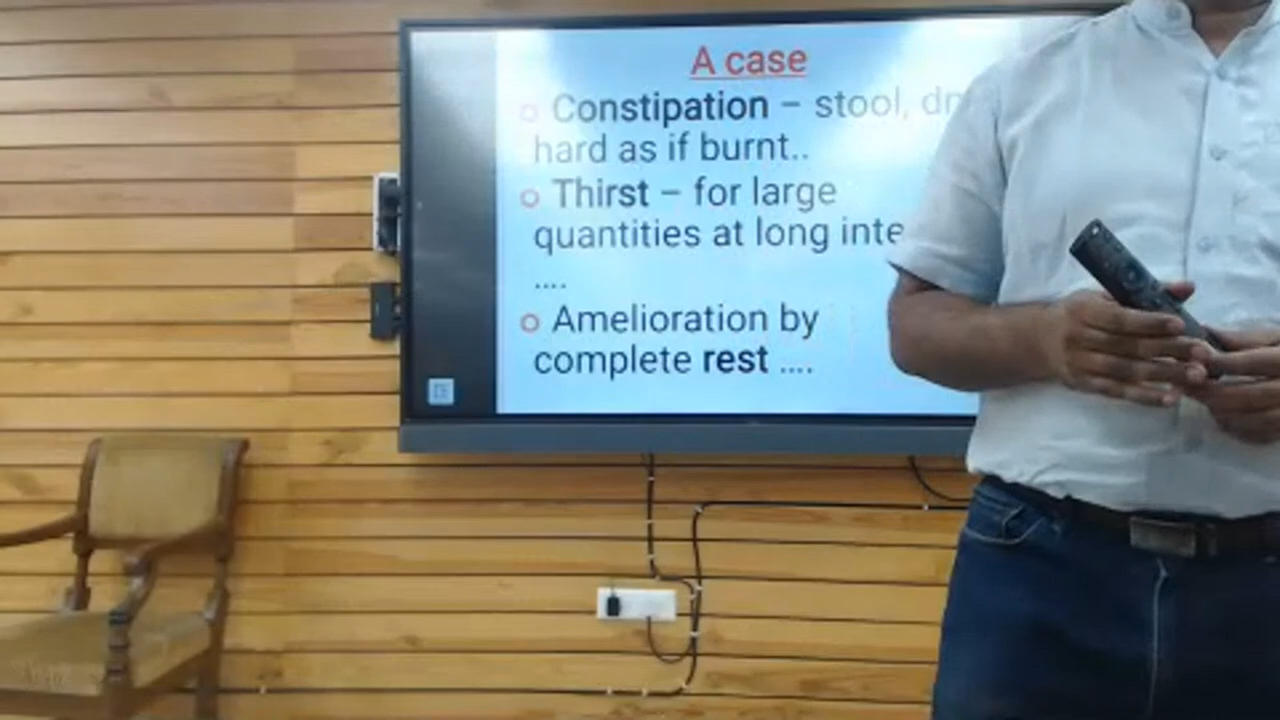 A case
Constipation – stool,
hard as if burnt..
Thirst – for large
quantities at long
....
Amelioration by
complete rest ....